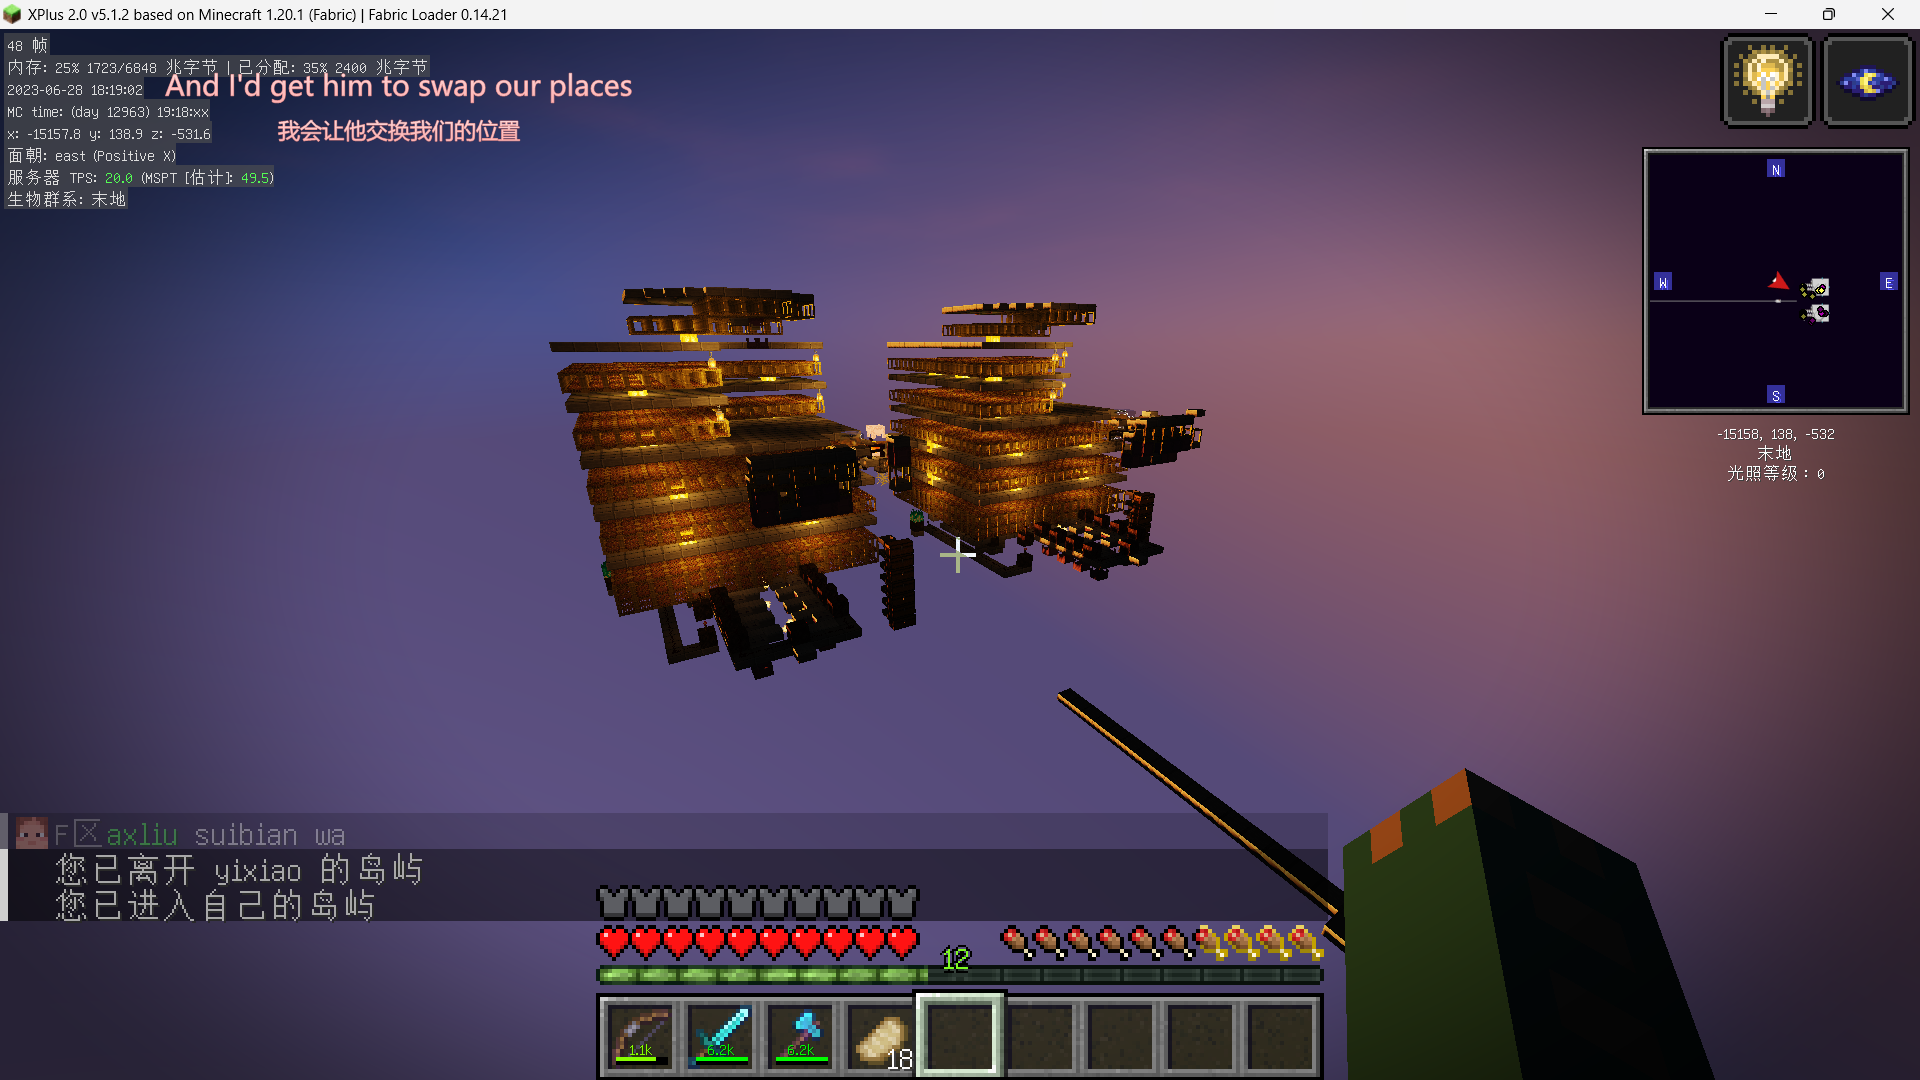 XPlus 2.0 v5.1.2 based on Minecraft 1.20.1 (Fabric) | Fabric Loader 0.14.21
48 帧
内存: 25% 1723/6848 兆字节 | 已分配: 35% 2400 兆字节
2023-06-28 18:19:02
And I'd get him to swap our places
MC time: (day 12963) 19:18:xx
x: -15157.8 y: 138.9 z: -531.6
我会让他交换我们的位置
面朝: east (Positive X)
服务器 TPS: 20.0 (MSPT [估计]: 49.5)
生物群系: 末地
N
W
E
S
-15158, 138, -532
末地
光照等级: 0
F X axliu suibian wa
您已离开 yixiao 的岛屿
您已进入自己的岛屿
12
1.1k
6.2k
6.2k
18